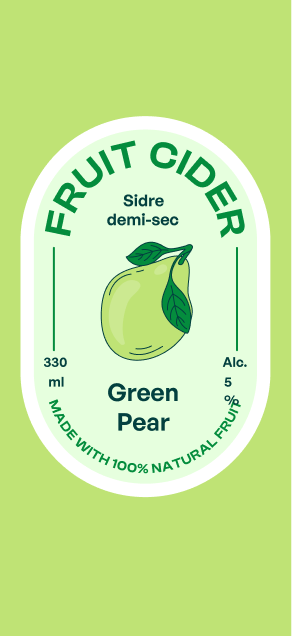 FRUIT CIDER
Sidre
demi-sec
330
ml
Alc.
5
%
Green
Pear
MADE WITH 100% NATURAL FRUIT